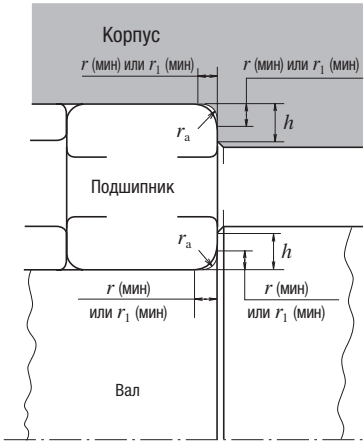 Корпус
r (мин) или r₁ (мин)
r (мин) или r₁ (мин)
rₐ
h
Подшипник
rₐ
h
r (мин)
или r₁ (мин)
r (мин)
или r₁ (мин)
Вал